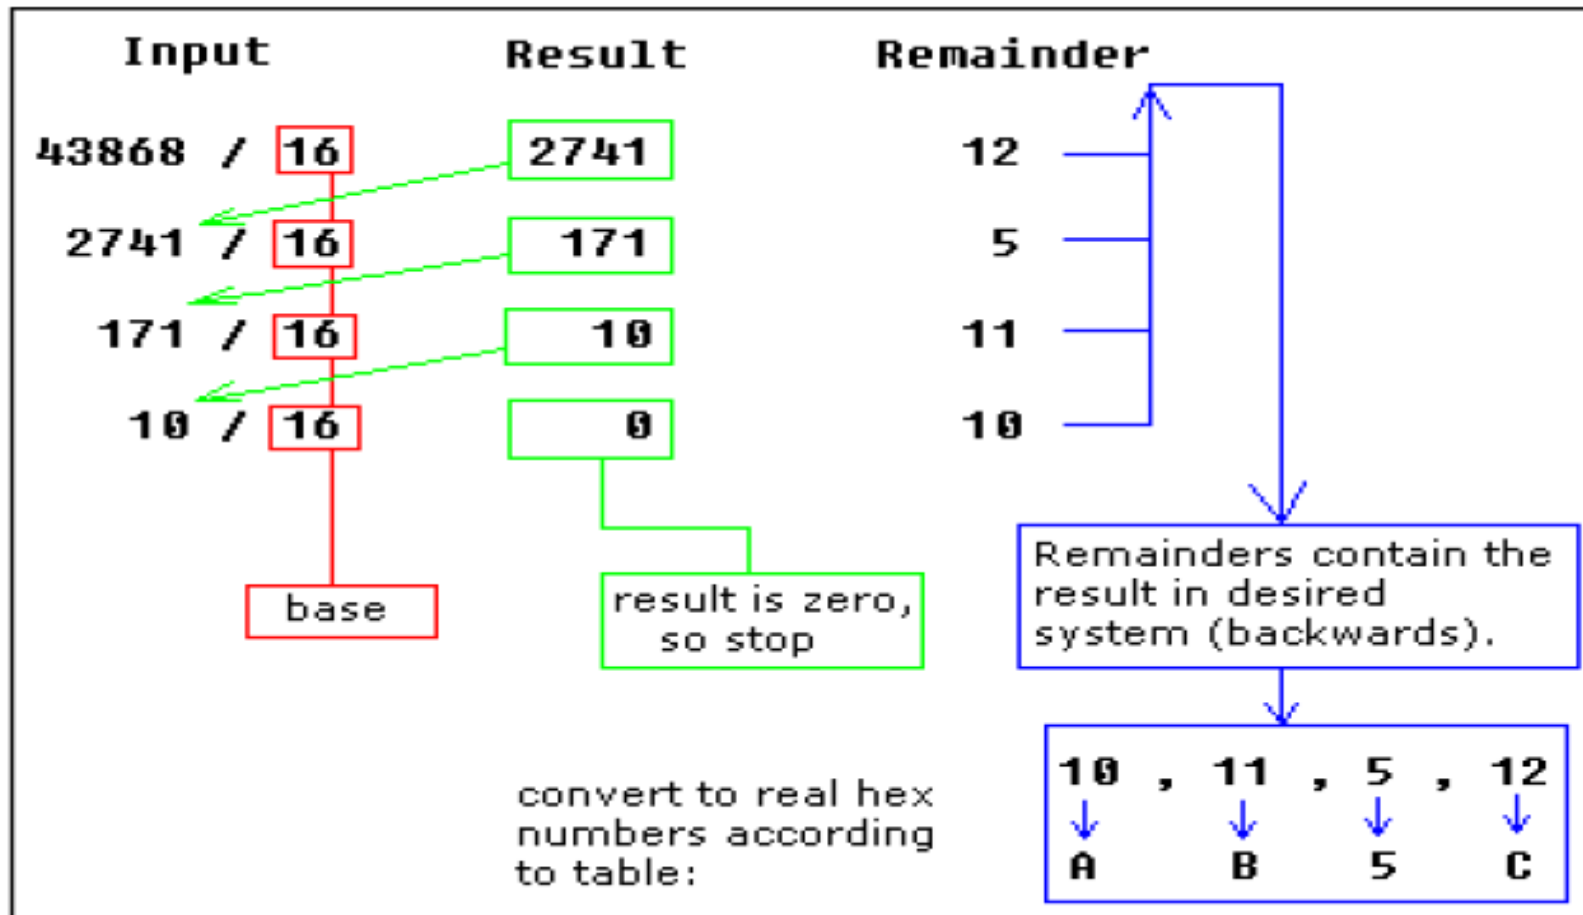 Input Result Remainder
43868 / 16 2741 12
2741 / 16 171 5
171 / 16 10 11
10 / 16 0 10
base
result is zero,
so stop
Remainders contain the
result in desired
system (backwards).
10 , 11 , 5 , 12
A B 5 C
convert to real hex
numbers according
to table: